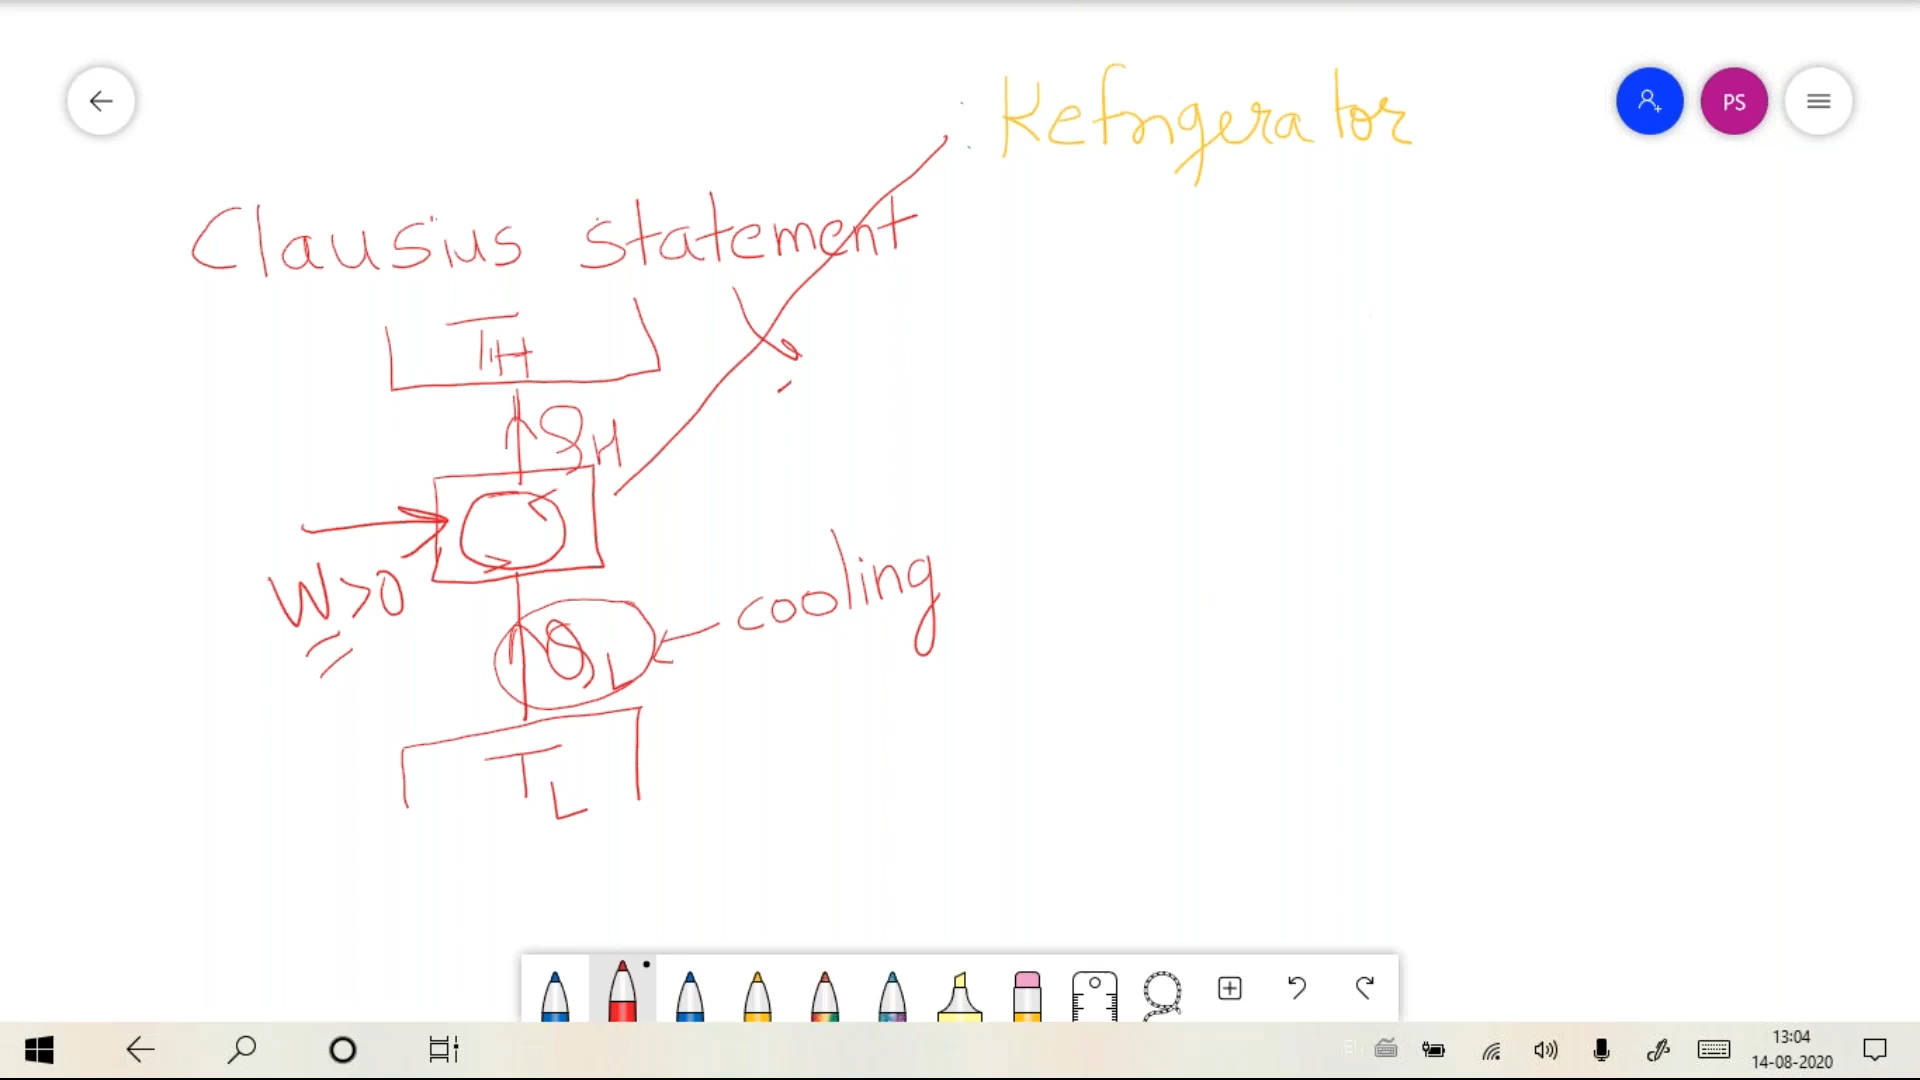 Refrigerator
PS
Clausius statement
TH
QH
W>0
cooling
QL
TL
13:04
14-08-2020